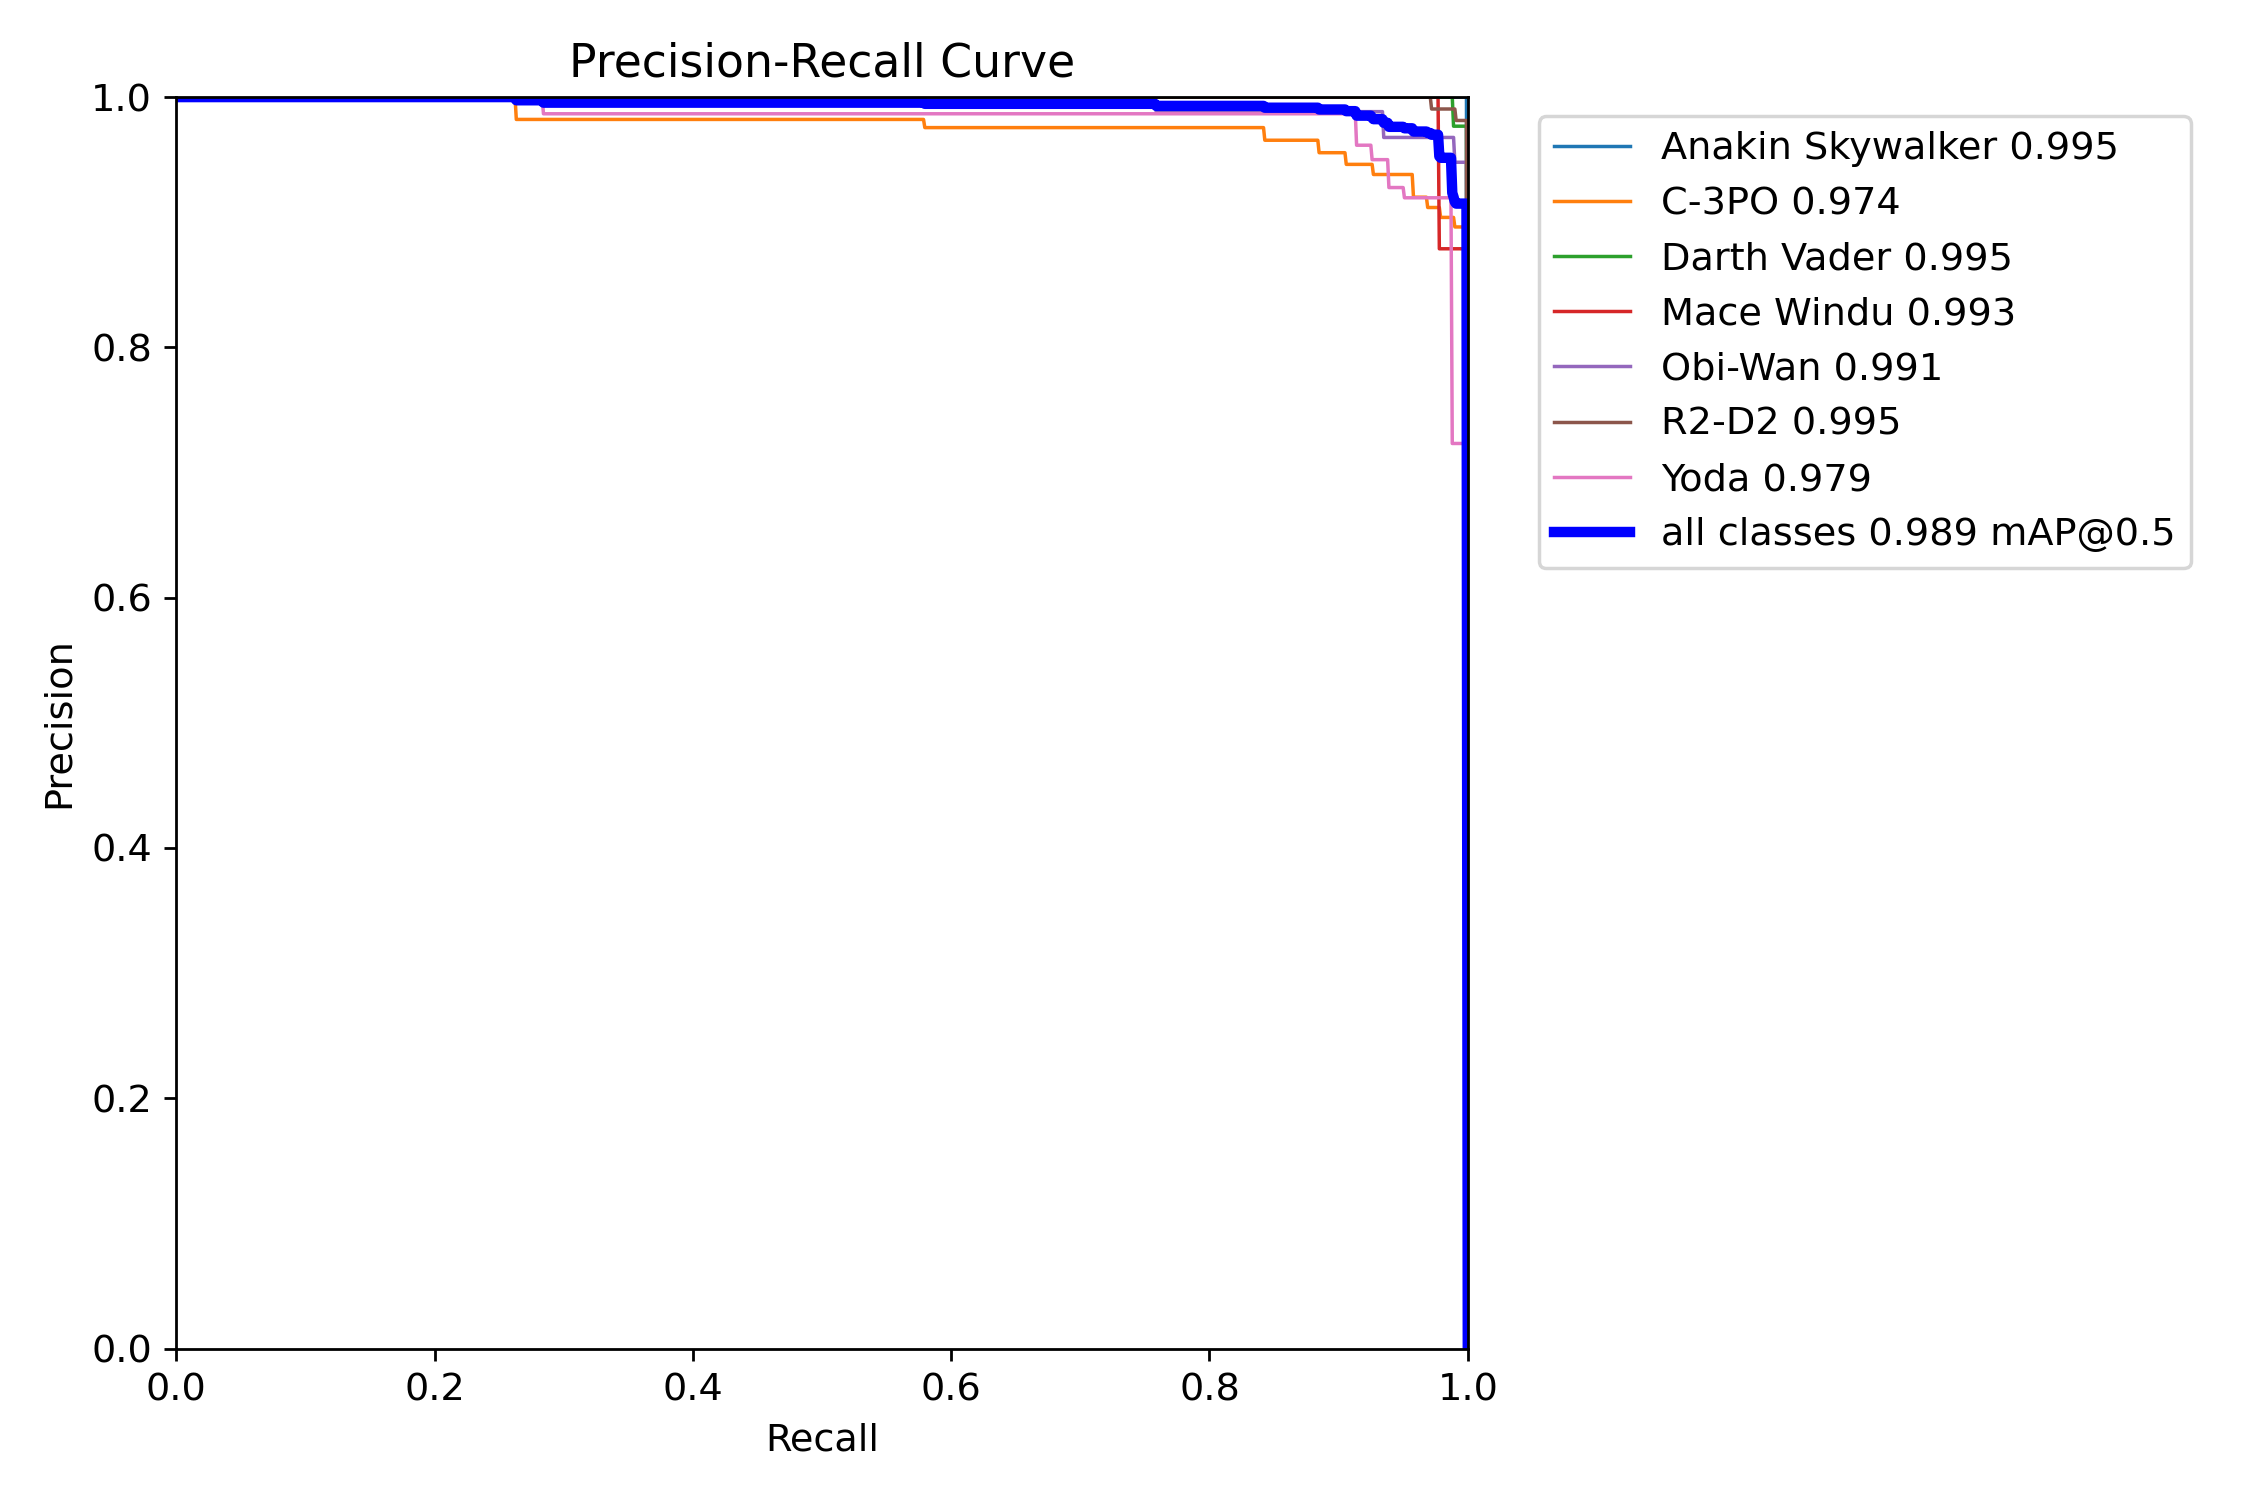 Precision-Recall Curve
1.0
0.8
0.6
0.4
0.2
0.0
Precision
0.0 0.2 0.4 0.6 0.8 1.0
Recall
Anakin Skywalker 0.995
C-3PO 0.974
Darth Vader 0.995
Mace Windu 0.993
Obi-Wan 0.991
R2-D2 0.995
Yoda 0.979
all classes 0.989 mAP@0.5